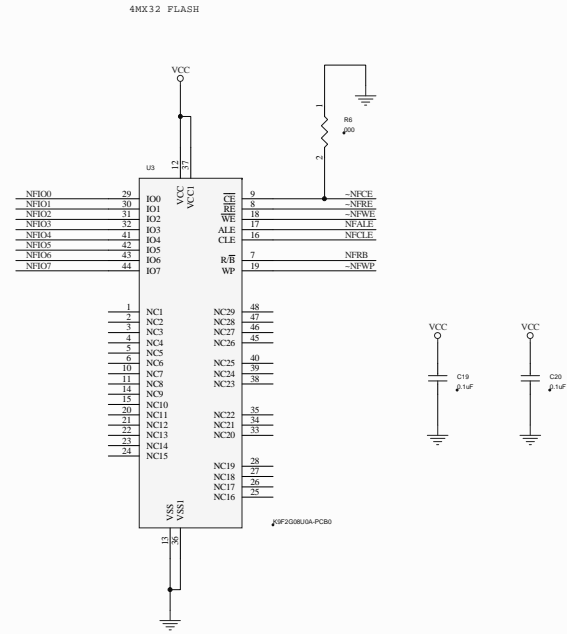 4MX32 FLASH
VCC
1
R6
000
2
12
37
U3
VCC
VCC1
NFIO0 29 IO0
NFIO1 30 IO1
NFIO2 31 IO2
NFIO3 32 IO3
NFIO4 41 IO4
NFIO5 42 IO5
NFIO6 43 IO6
NFIO7 44 IO7
CE 9 ~NFCE
RE 8 ~NFRE
WE 18 ~NFWE
ALE 17 NFALE
CLE 16 NFCLE
R/B 7 NFRB
WP 19 ~NFWP
1 NC1
2 NC2
3 NC3
4 NC4
5 NC5
6 NC6
10 NC7
11 NC8
14 NC9
15 NC10
20 NC11
21 NC12
22 NC13
23 NC14
24 NC15
NC29 48
NC28 47
NC27 46
NC26 45
NC25 40
NC24 39
NC23 38
NC22 35
NC21 34
NC20 33
NC19 28
NC18 27
NC17 26
NC16 25
VSS
VSS1
13
36
K9F2G08U0A-PCB0
VCC
C19
0.1uF
VCC
C20
0.1uF